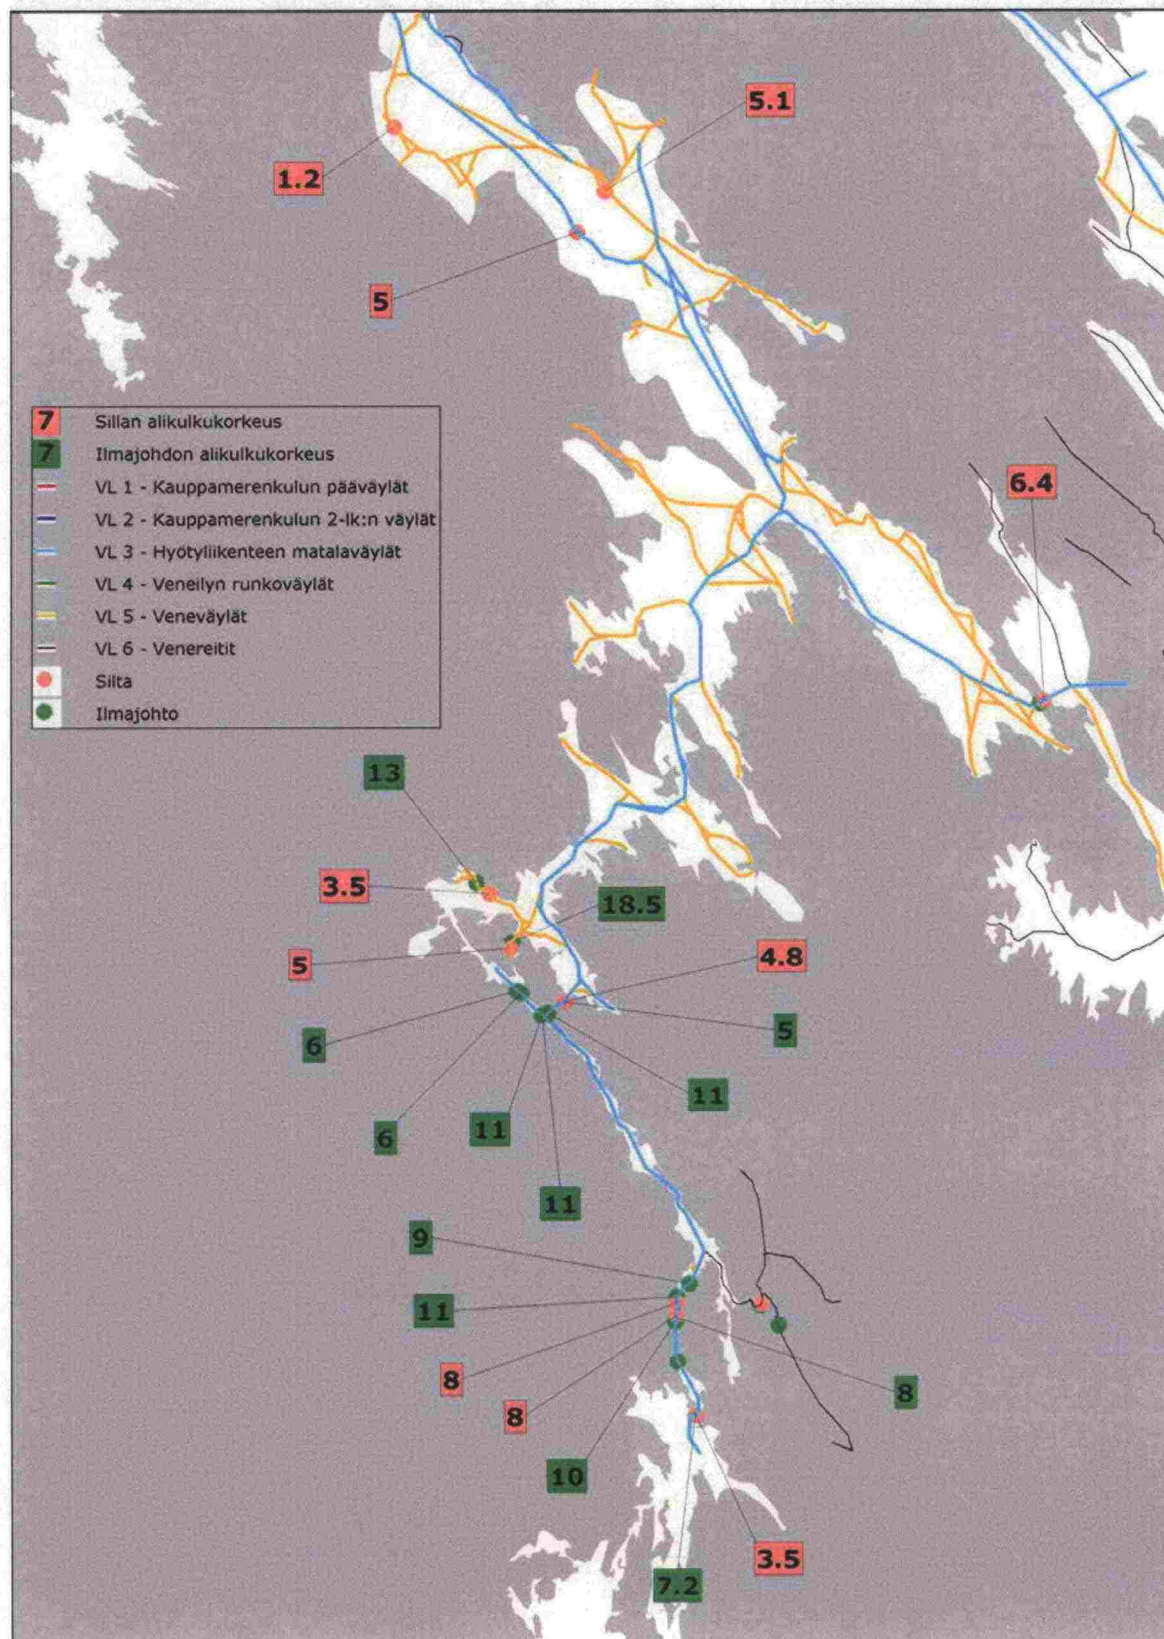 5.1
1.2
5
7 Sillan alikulkukorkeus
7 Ilmajohdon alikulkukorkeus
VL 1 - Kauppamerenkulun pääväylät
VL 2 - Kauppamerenkulun 2-lk:n väylät
VL 3 - Hyötyliikenteen matalaväylät
VL 4 - Veneilyn runkoväylät
VL 5 - Veneväylät
VL 6 - Venereitit
Silta
Ilmajohto
6.4
13
3.5
18.5
5
4.8
6
5
11
11
6
11
9
11
8
8
8
10
3.5
7.2